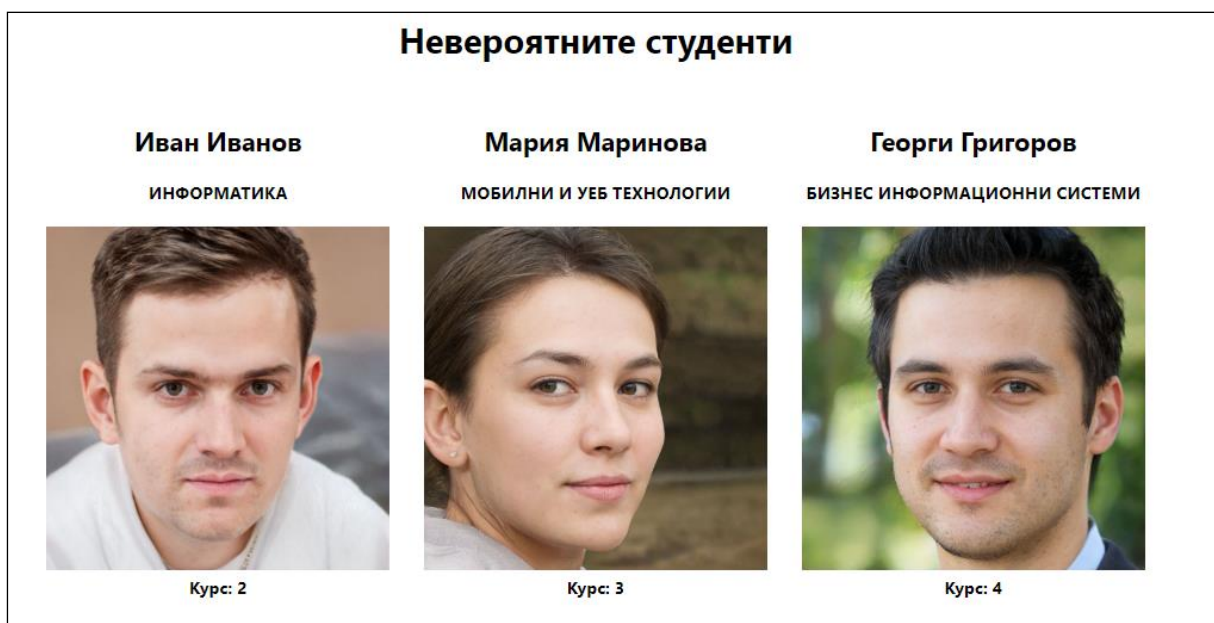 Невероятните студенти
Иван Иванов
ИНФОРМАТИКА
Курс: 2
Мария Маринова
МОБИЛНИ И УЕБ ТЕХНОЛОГИИ
Курс: 3
Георги Григоров
БИЗНЕС ИНФОРМАЦИОННИ СИСТЕМИ
Курс: 4